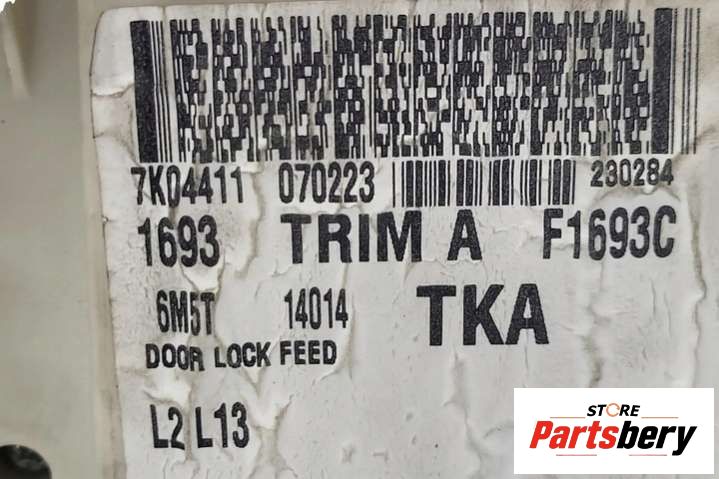 7K04411 070223 230284
1693 TRIM A F1693C
6M5T 14014 TKA
DOOR LOCK FEED
L2 L13
STORE
Partsbery